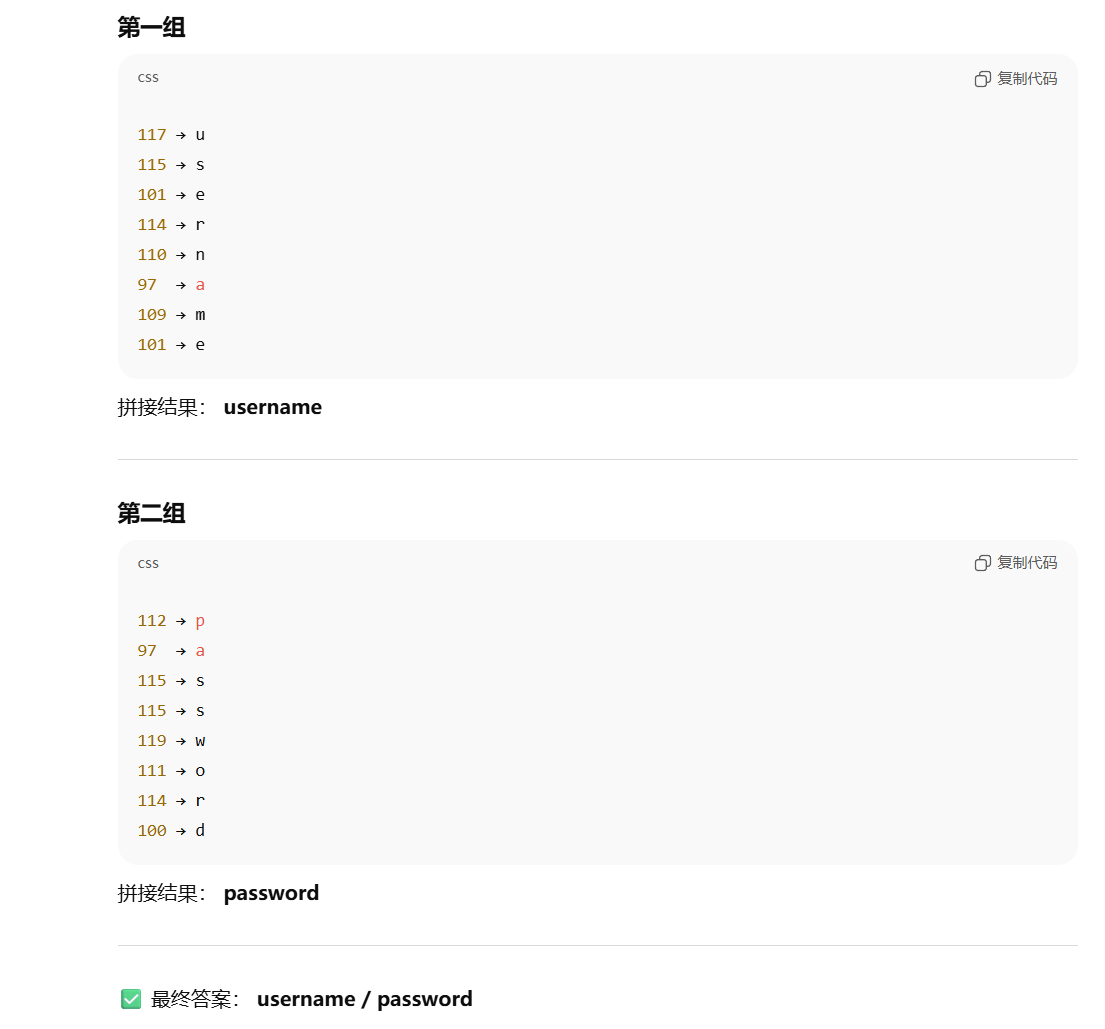 第一组
css
复制代码
117 → u
115 → s
101 → e
114 → r
110 → n
97  → a
109 → m
101 → e
拼接结果： username
第二组
css
复制代码
112 → p
97  → a
115 → s
115 → s
119 → w
111 → o
114 → r
100 → d
拼接结果： password
✅ 最终答案： username / password